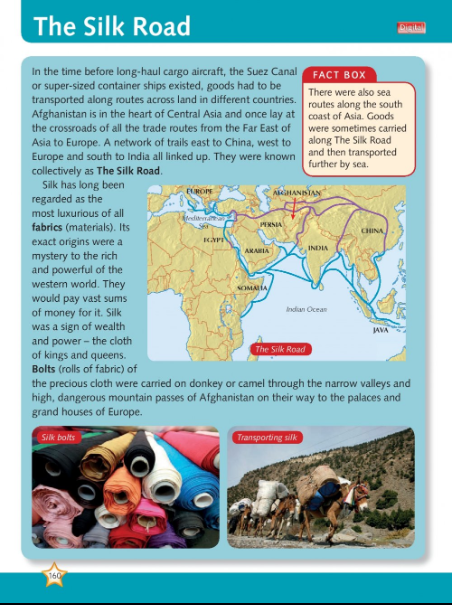 The Silk Road
Digital
In the time before long-haul cargo aircraft, the Suez Canal
or super-sized container ships existed, goods had to be
transported along routes across land in different countries.
Afghanistan is in the heart of Central Asia and once lay at
the crossroads of all the trade routes from the Far East of
Asia to Europe. A network of trails east to China, west to
Europe and south to India all linked up. They were known
collectively as The Silk Road.
FACT BOX
There were also sea
routes along the south
coast of Asia. Goods
were sometimes carried
along The Silk Road
and then transported
further by sea.
Silk has long been
regarded as the
most luxurious of all
fabrics (materials). Its
exact origins were a
mystery to the rich
and powerful of the
western world. They
would pay vast sums
of money for it. Silk
was a sign of wealth
and power – the cloth
of kings and queens.
Bolts (rolls of fabric) of
the precious cloth were carried on donkey or camel through the narrow valleys and
high, dangerous mountain passes of Afghanistan on their way to the palaces and
grand houses of Europe.
EUROPE
AFGHANISTAN
Mediterranean
Sea
PERSIA
CHINA
EGYPT
ARABIA
INDIA
SOMALIA
Indian Ocean
JAVA
The Silk Road
Silk bolts
Transporting silk
160